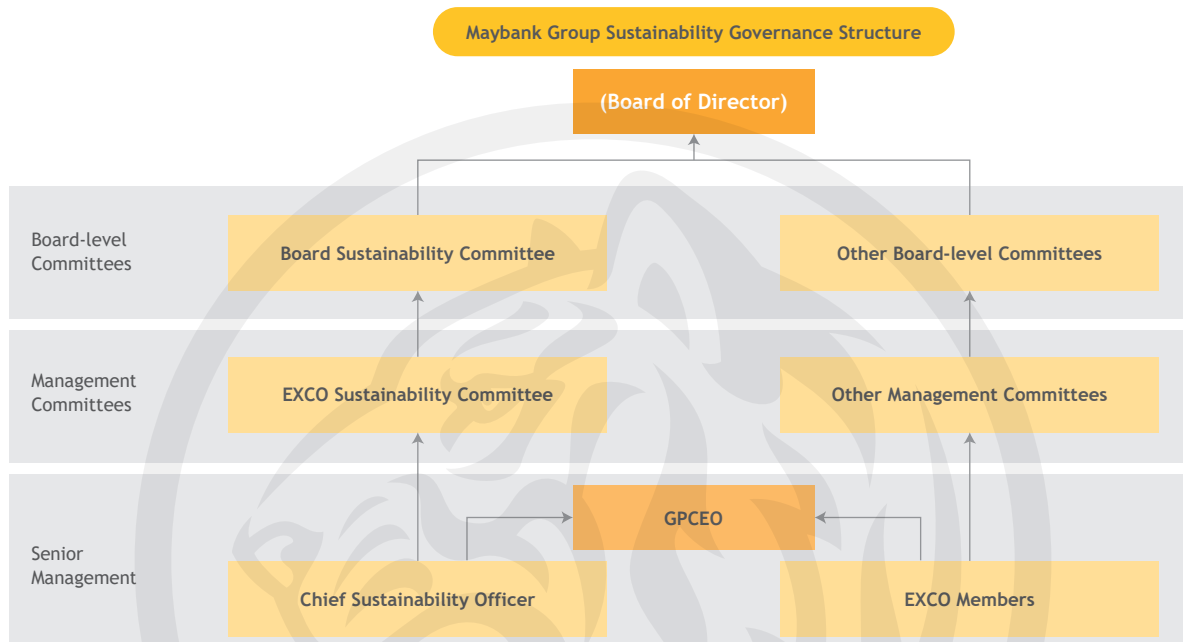 Maybank Group Sustainability Governance Structure
(Board of Director)
Board-level
Committees
Board Sustainability Committee
Other Board-level Committees
Management
Committees
EXCO Sustainability Committee
Other Management Committees
GPCEO
Senior
Management
Chief Sustainability Officer
EXCO Members